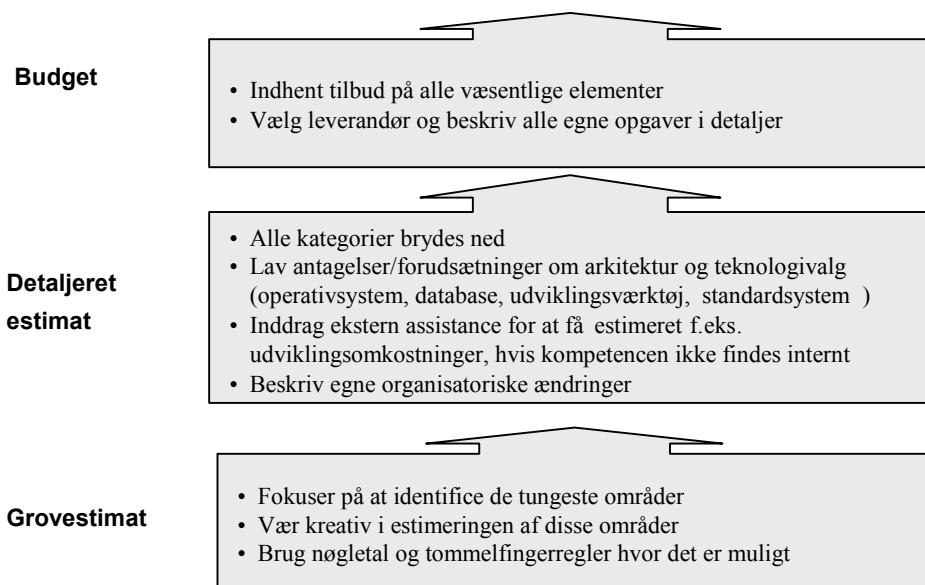 Budget
• Indhent tilbud på alle væsentlige elementer
• Vælg leverandør og beskriv alle egne opgaver i detaljer
Detaljeret
estimat
• Alle kategorier brydes ned
• Lav antagelser/forudsætninger om arkitektur og teknologivalg
(operativsystem, database, udviklingsværktøj, standardsystem )
• Inddrag ekstern assistance for at få estimeret f.eks.
udviklingsomkostninger, hvis kompetencen ikke findes internt
• Beskriv egne organisatoriske ændringer
Grovestimat
• Fokuser på at identifice de tungeste områder
• Vær kreativ i estimeringen af disse områder
• Brug nøgletal og tommelfingerregler hvor det er muligt